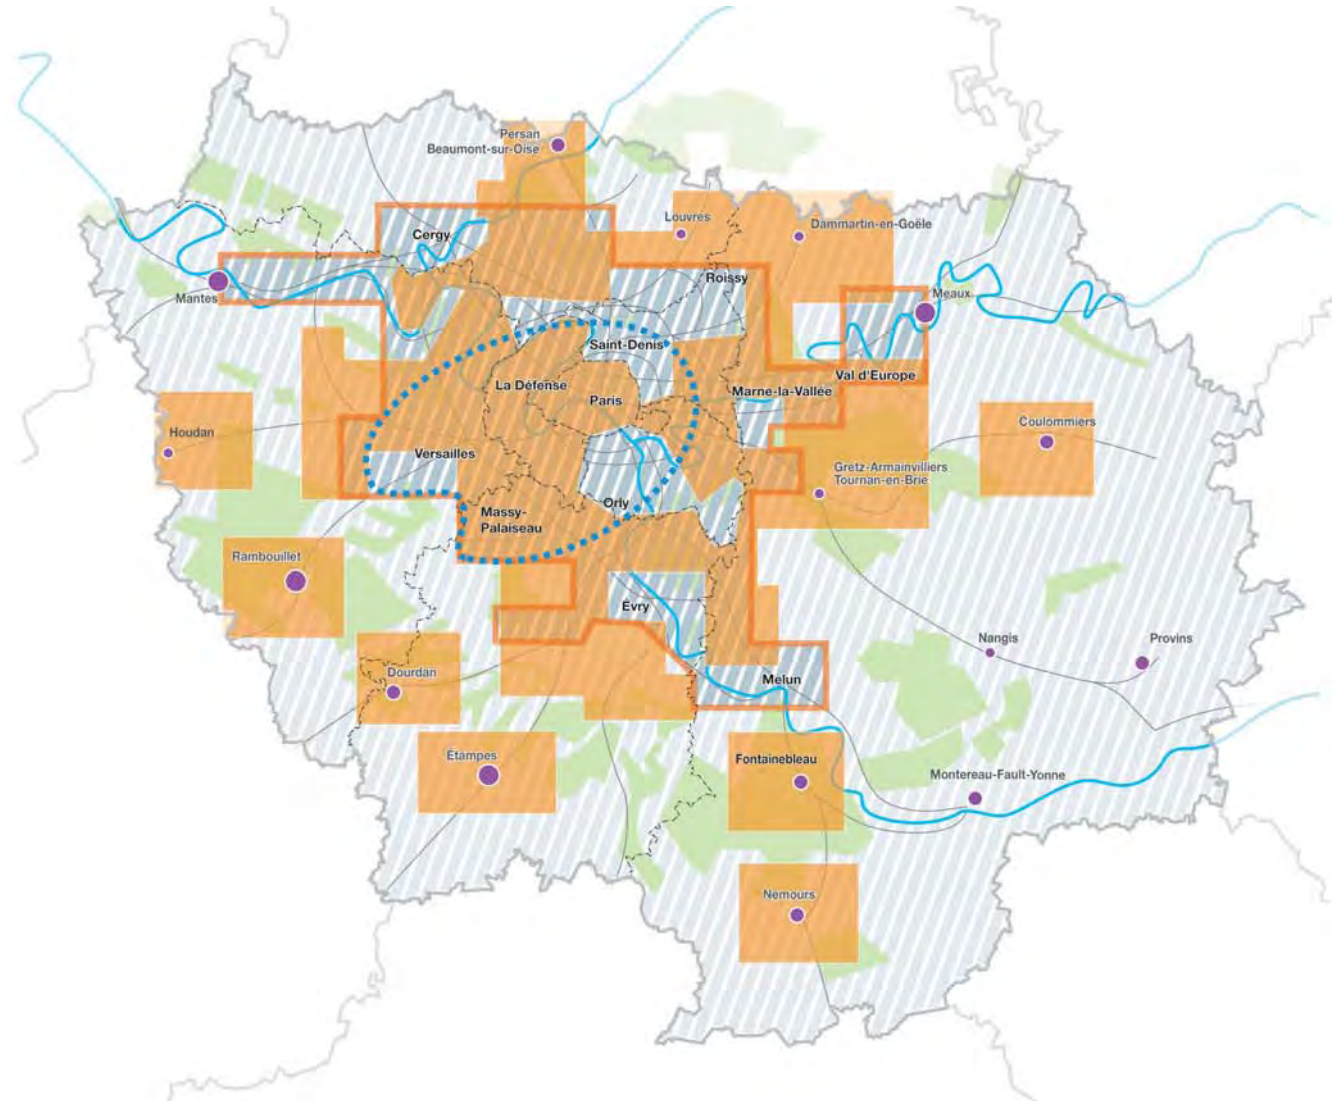 Persan
Beaumont-sur-Oise
Louvres
Dammartin-en-Goële
Cergy
Roissy
Mantes
Meaux
Saint-Denis
Val d'Europe
La Défense
Marne-la-Vallée
Paris
Houdan
Coulommiers
Versailles
Gretz-Armainvilliers
Tournan-en-Brie
Orly
Massy-
Palaiseau
Rambouillet
Évry
Nangis
Provins
Dourdan
Melun
Étampes
Fontainebleau
Montereau-Fault-Yonne
Nemours